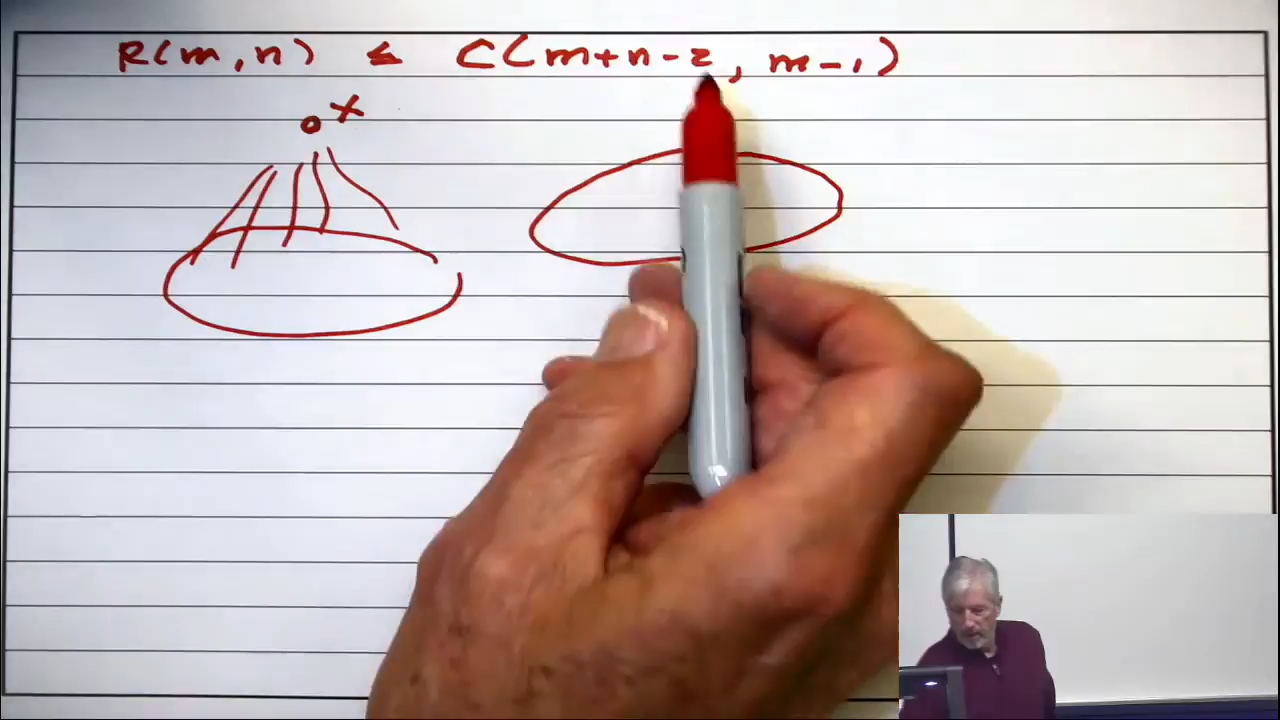 R(m,n) ≤ C(m+n-2, m-1)
x